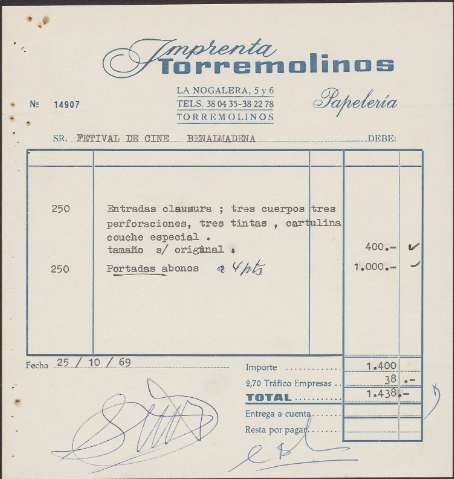 Imprenta
Torremolinos
LA NOGALERA, 5 y 6
TELS. 38 04 35-38 22 78
TORREMOLINOS
Papelería
Nº 14907
SR. FETIVAL DE CINE BENALMADENA DEBE:
250 Entradas clausura ; tres cuerpos tres
perforaciones, tres tintas , cartulina
couche especial .
tamaño s/ original . 400.-
250 Portadas abonos a 4 pts 1.000.-
Fecha 25 / 10 / 69
Importe 1.400
2,70 Tráfico Empresas 38 .-
TOTAL 1.438.-
Entrega a cuenta
Resta por pagar